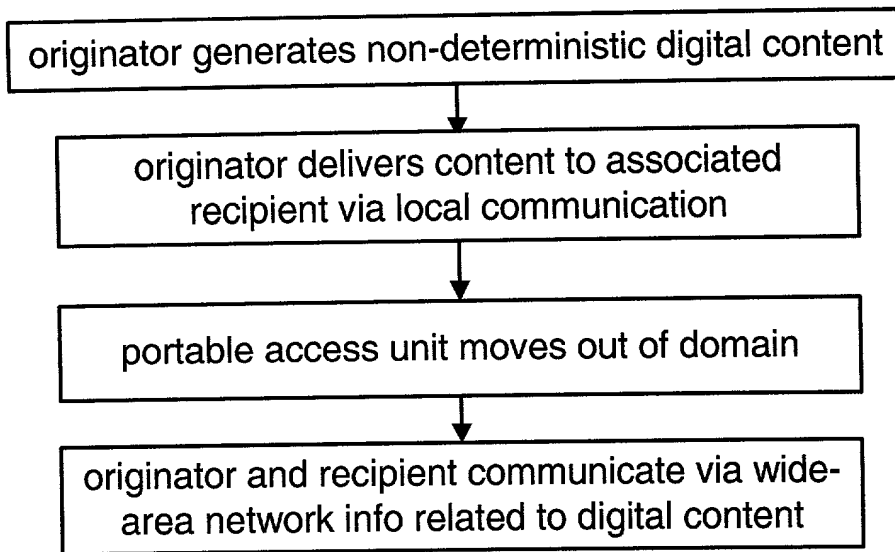 originator generates non-deterministic digital content
originator delivers content to associated
recipient via local communication
portable access unit moves out of domain
originator and recipient communicate via wide-
area network info related to digital content